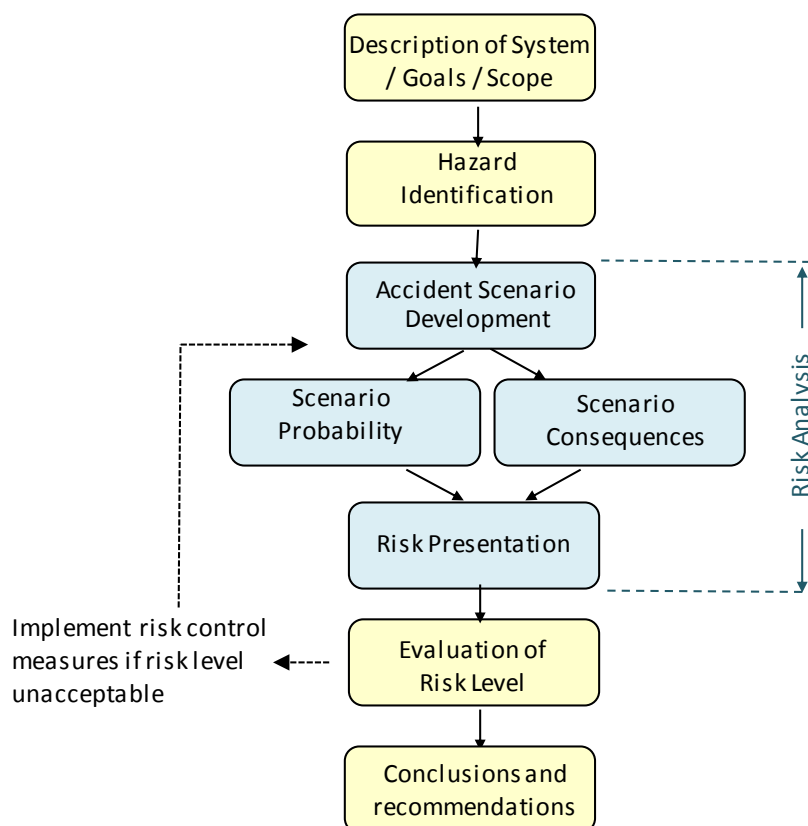 Description of System
/ Goals / Scope
Hazard
Identification
Accident Scenario
Development
Scenario
Probability
Scenario
Consequences
Risk Analysis
Risk Presentation
Implement risk control
measures if risk level
unacceptable
Evaluation of
Risk Level
Conclusions and
recommendations